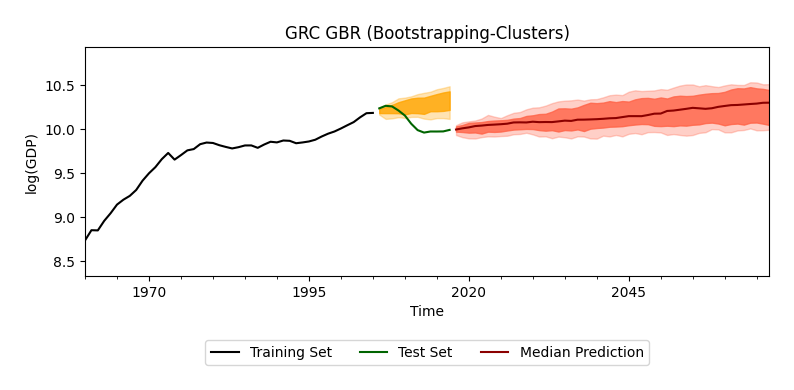 GRC GBR (Bootstrapping-Clusters)
10.5
10.0
9.5
9.0
8.5
log(GDP)
1970 1995 2020 2045
Time
Training Set Test Set Median Prediction